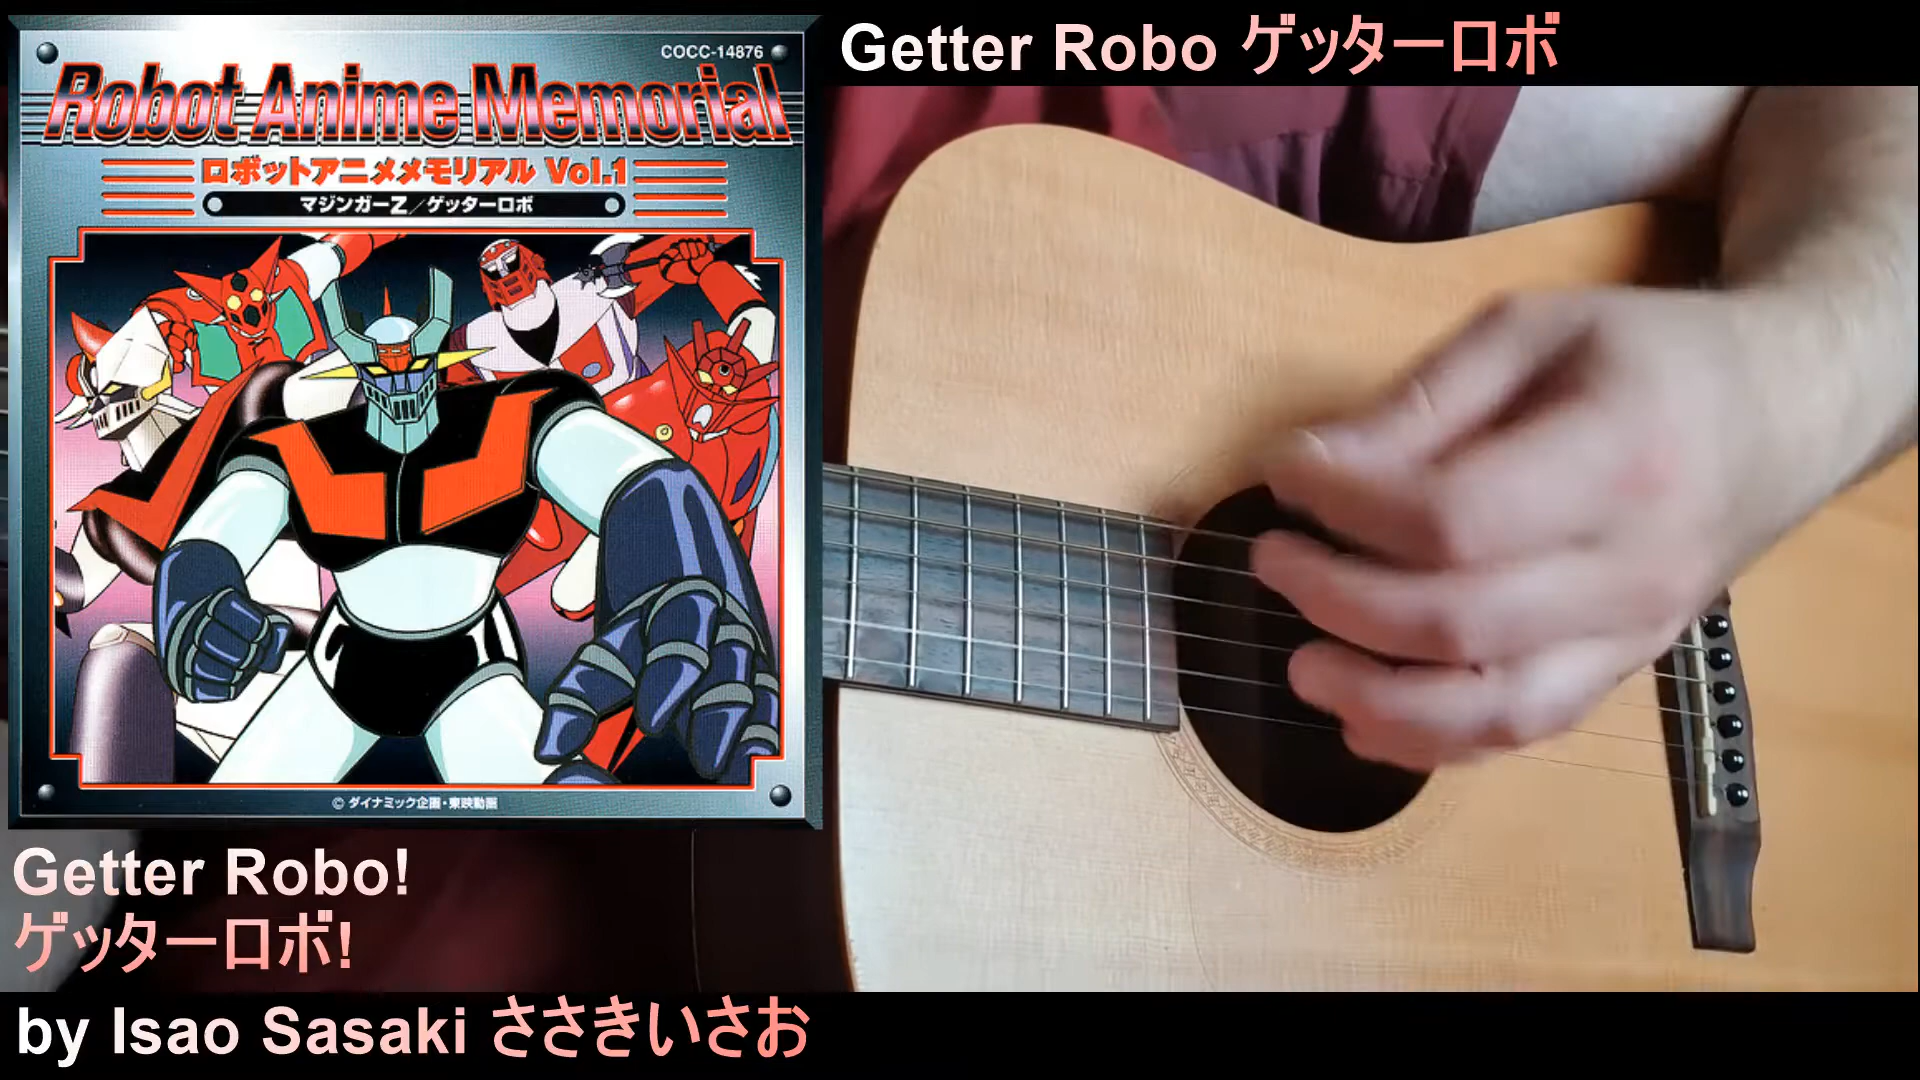 COCC-14876
Robot Anime Memorial
ロボットアニメメモリアル Vol.1
マジンガーZ/ゲッターロボ
© ダイナミック企画・東映動画
Getter Robo ゲッターロボ
Getter Robo!
ゲッターロボ!
by Isao Sasaki ささきいさお